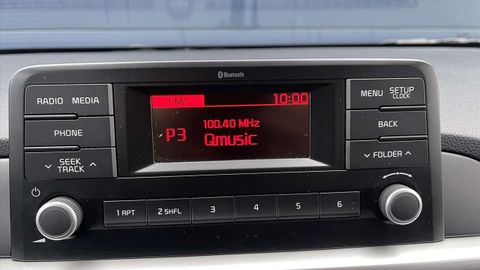 Bluetooth
RADIO MEDIA
PHONE
SEEK
TRACK
FM 10:00
100.40 MHz
P3 Qmusic
MENU SETUP
CLOCK
BACK
FOLDER
1 RPT 2 SHFL 3 4 5 6